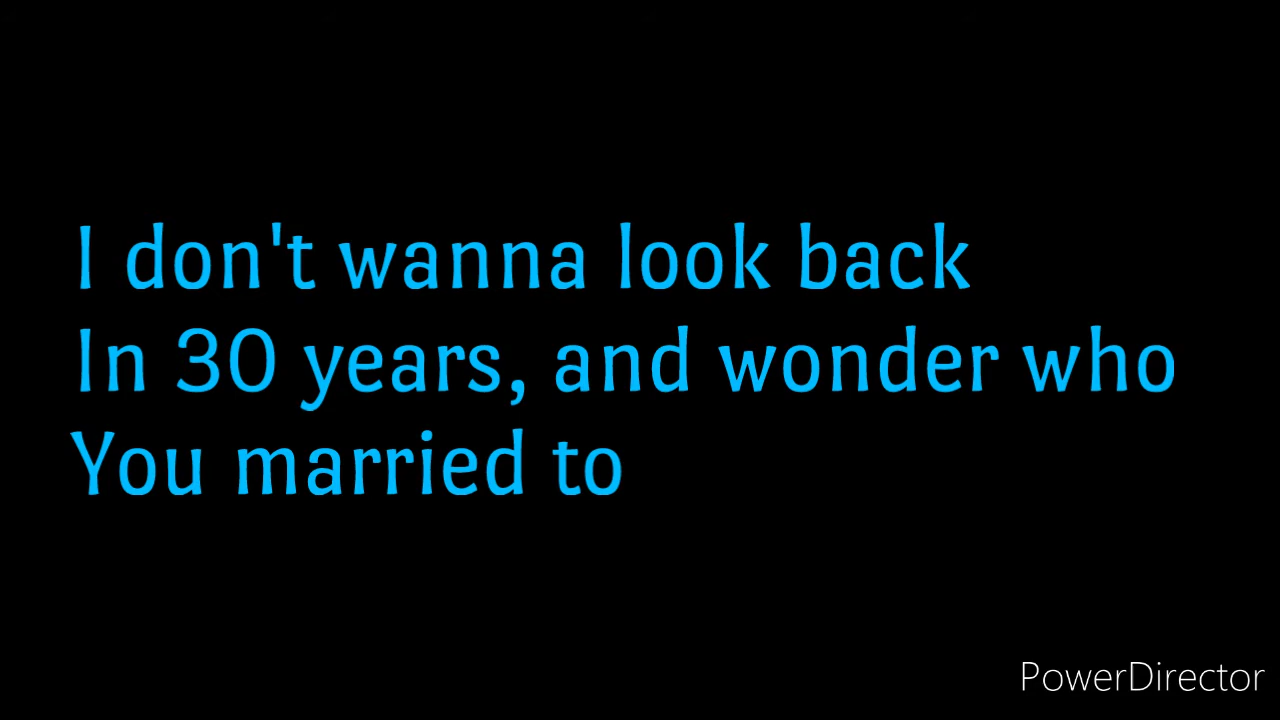 I don't wanna look back
In 30 years, and wonder who
You married to
PowerDirector